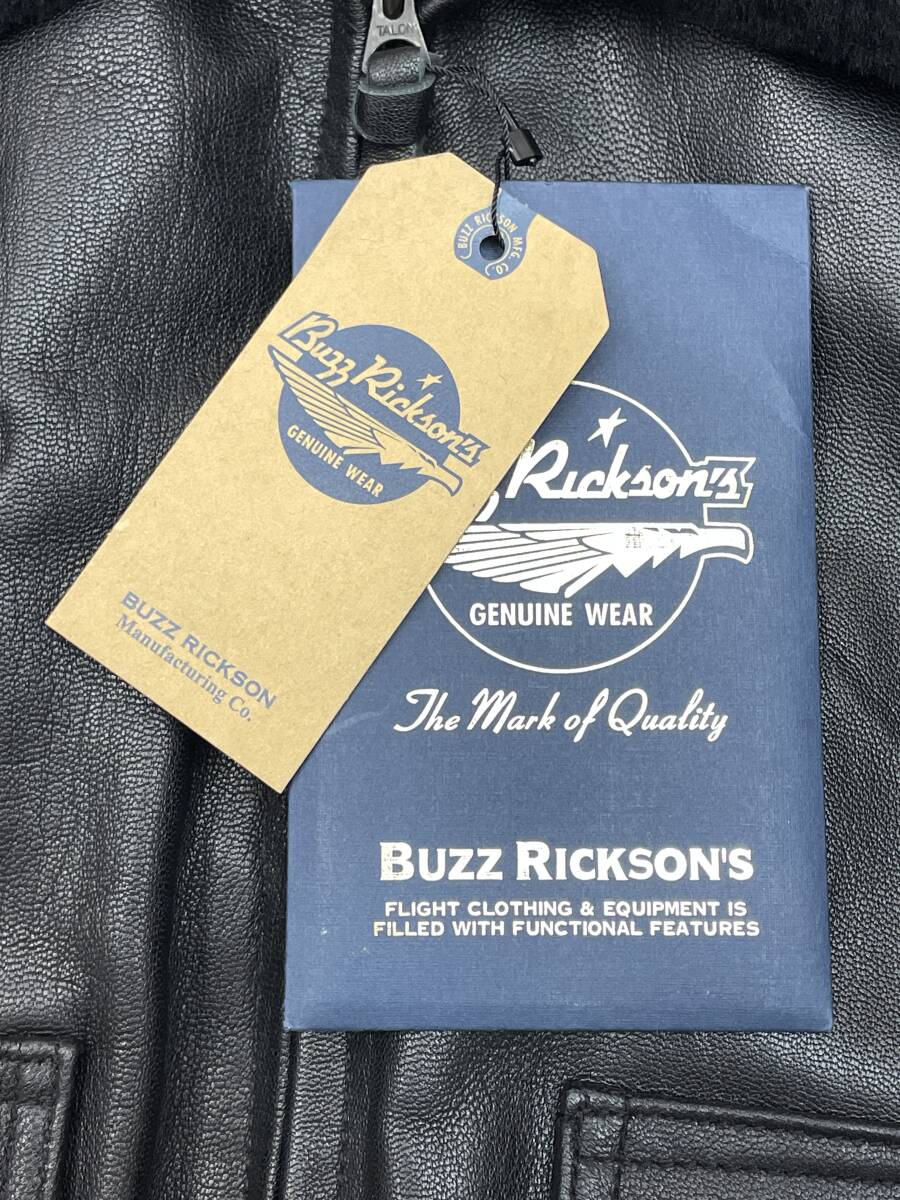 TALON
BUZZ RICKSON MFG. CO.
Buzz Rickson's
GENUINE WEAR
BUZZ RICKSON
Manufacturing Co.
Rickson's
GENUINE WEAR
The Mark of Quality
BUZZ RICKSON'S
FLIGHT CLOTHING & EQUIPMENT IS
FILLED WITH FUNCTIONAL FEATURES